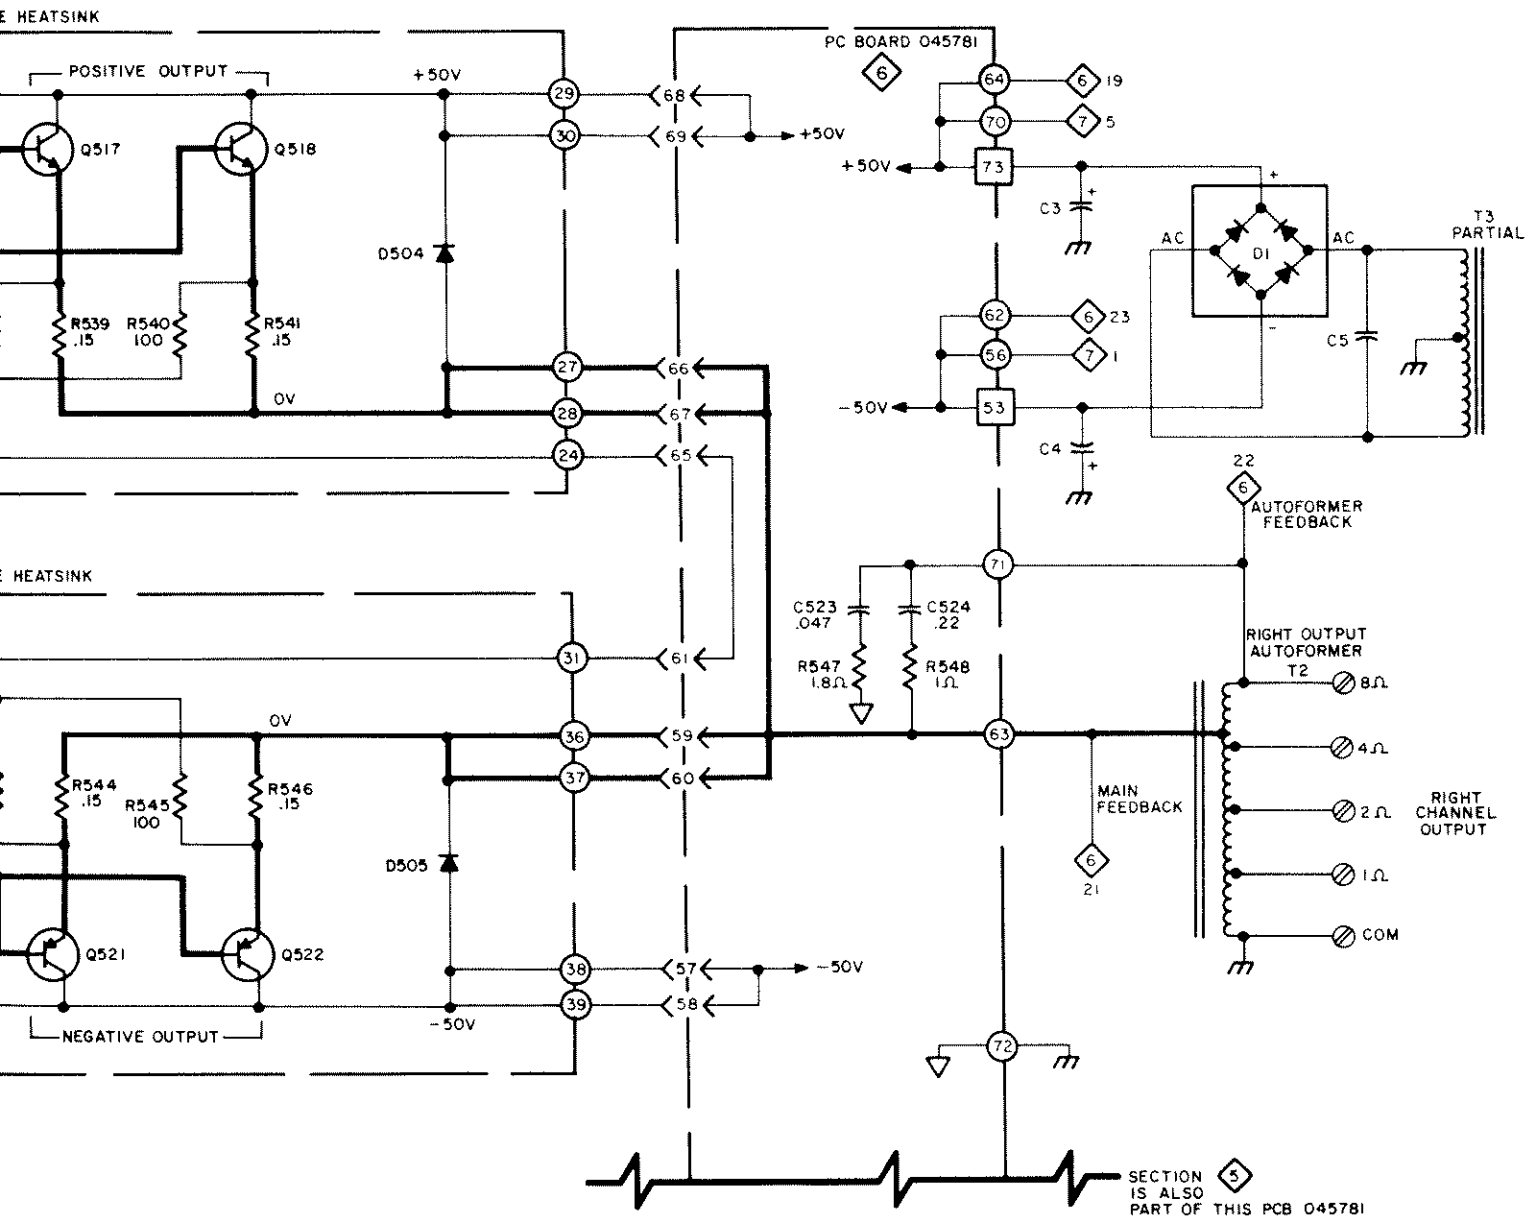 E HEATSINK
PC BOARD 045781
6
POSITIVE OUTPUT
+50V
29
68
64
6
19
30
69
+50V
70
7
5
Q517
Q518
+50V
73
+
C3
+
T3
PARTIAL
D504
AC
D1
AC
R539
.15
R540
100
R541
.15
62
6
23
-
C5
56
7
1
27
66
0V
28
67
-50V
53
24
65
C4
+
22
6
AUTOFORMER
FEEDBACK
71
E HEATSINK
C523
.047
C524
.22
R547
1.8Ω
R548
1Ω
RIGHT OUTPUT
AUTOFORMER
T2
31
61
8Ω
0V
36
59
63
4Ω
37
60
R544
.15
R545
100
R546
.15
MAIN
FEEDBACK
2Ω
RIGHT
CHANNEL
OUTPUT
D505
6
21
1Ω
COM
Q521
Q522
38
57
-50V
39
58
-50V
NEGATIVE OUTPUT
72
SECTION 5
IS ALSO
PART OF THIS PCB 045781